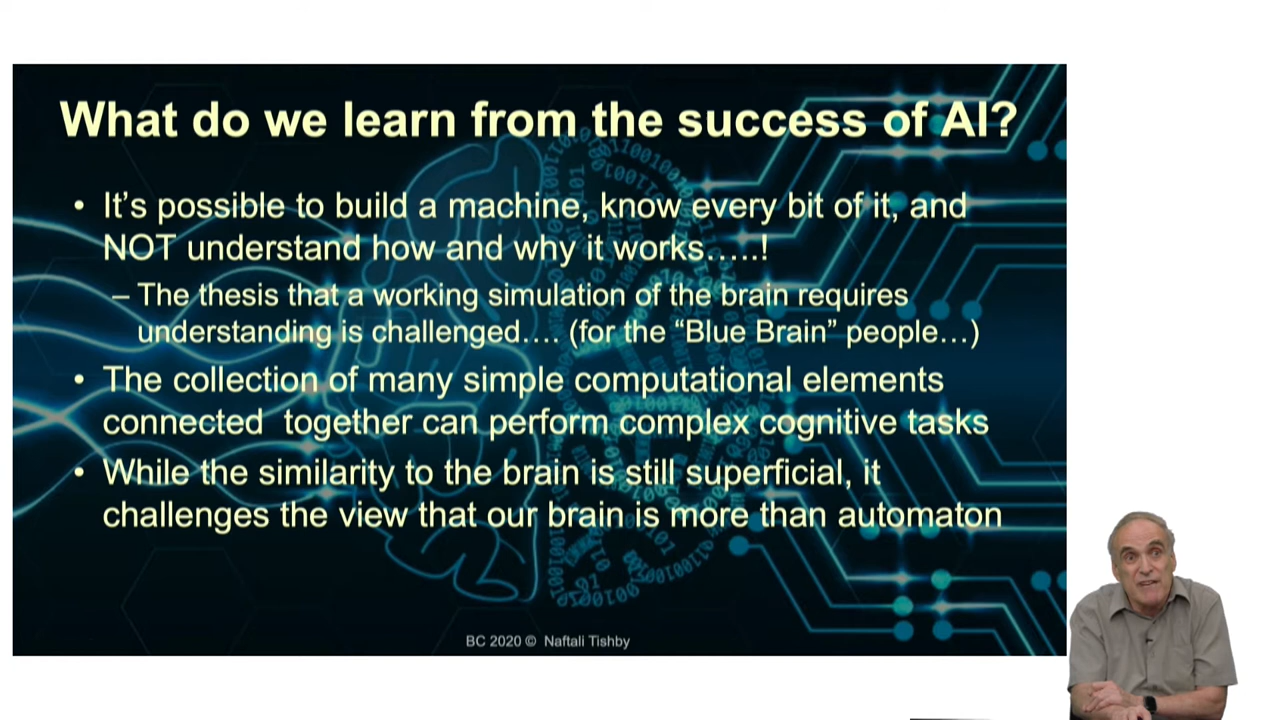 What do we learn from the success of AI?
• It's possible to build a machine, know every bit of it, and
NOT understand how and why it works…..!
– The thesis that a working simulation of the brain requires
understanding is challenged…. (for the “Blue Brain” people…)
• The collection of many simple computational elements
connected together can perform complex cognitive tasks
• While the similarity to the brain is still superficial, it
challenges the view that our brain is more than automaton
BC 2020 © Naftali Tishby